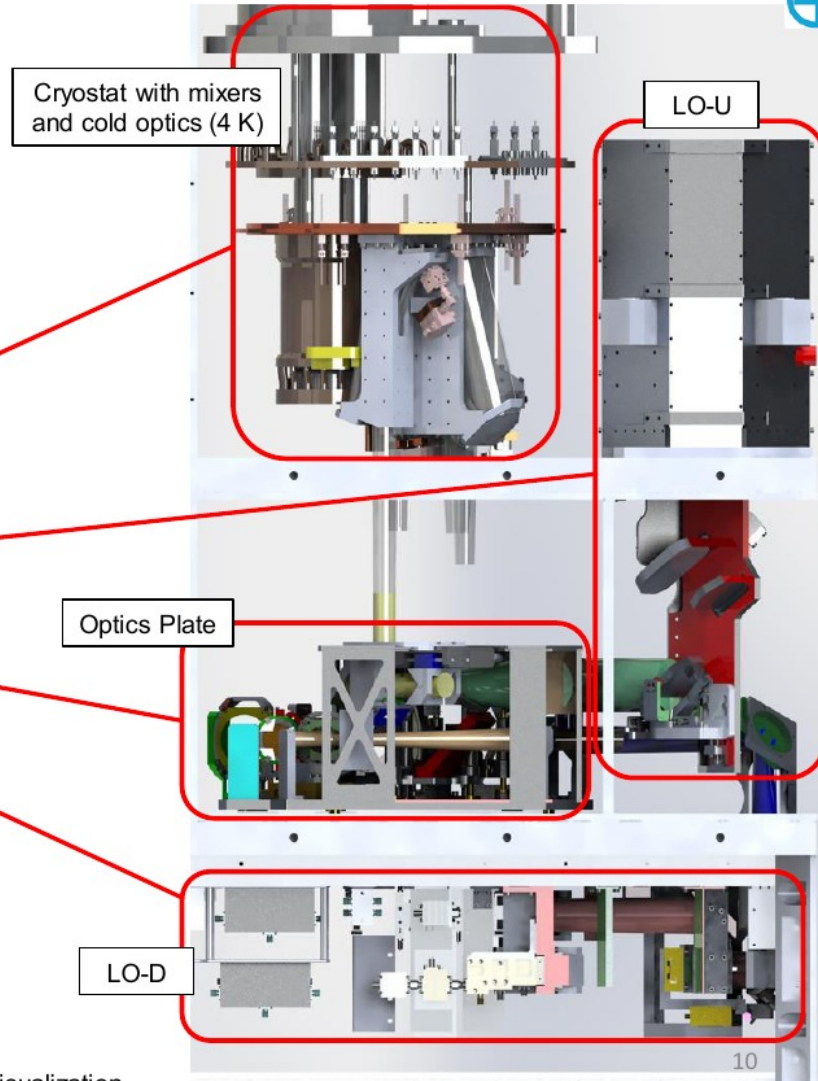 Cryostat with mixers
and cold optics (4 K)
LO-U
Optics Plate
LO-D
10